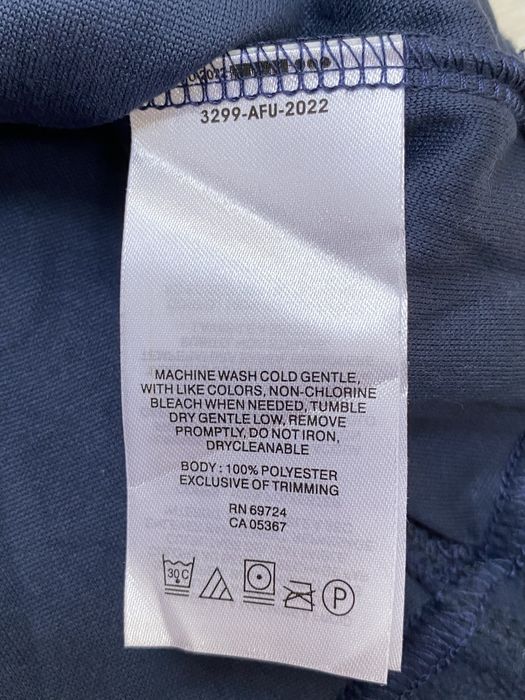 3299-AFU-2022
MACHINE WASH COLD GENTLE,
WITH LIKE COLORS, NON-CHLORINE
BLEACH WHEN NEEDED, TUMBLE
DRY GENTLE LOW, REMOVE
PROMPTLY, DO NOT IRON,
DRYCLEANABLE
BODY : 100% POLYESTER
EXCLUSIVE OF TRIMMING
RN 69724
CA 05367
30 C
P